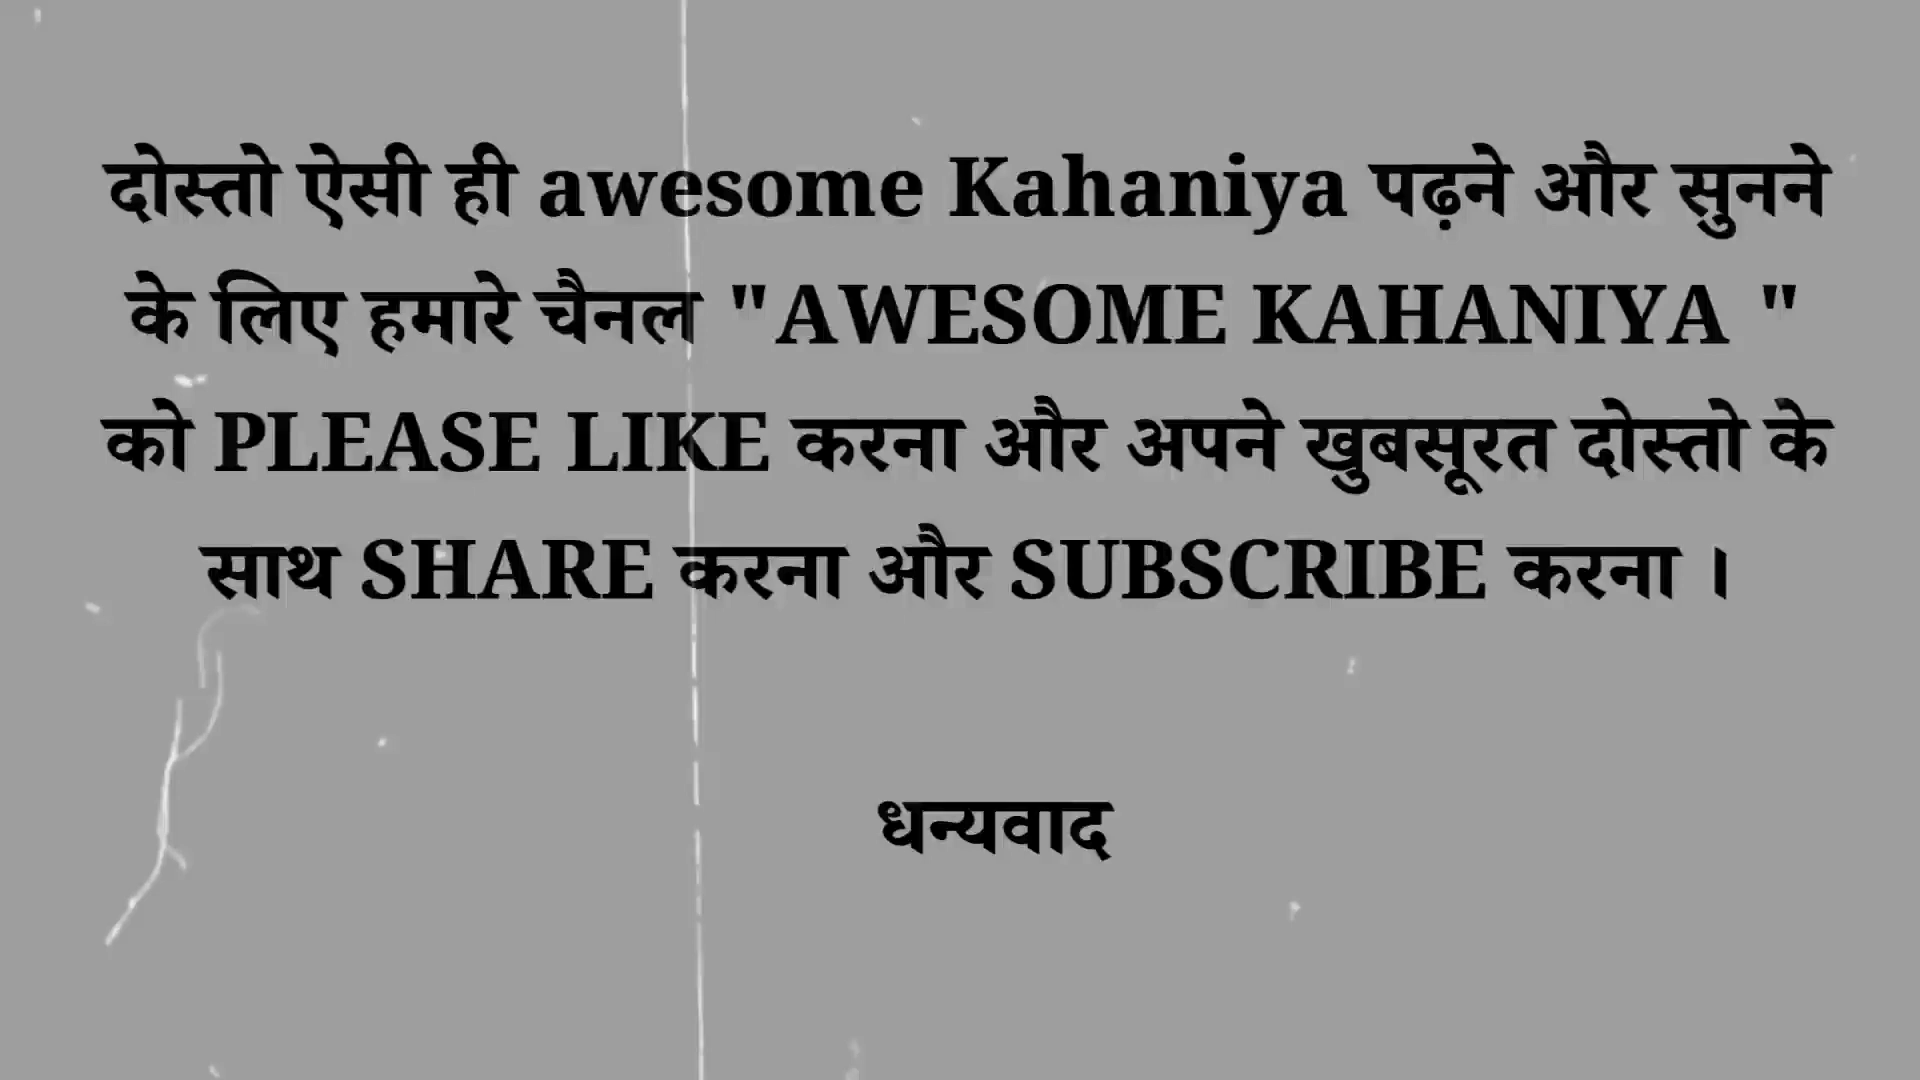 दोस्तो ऐसी ही awesome Kahaniya पढ़ने और सुनने
के लिए हमारे चैनल "AWESOME KAHANIYA "
को PLEASE LIKE करना और अपने खुबसूरत दोस्तो के
साथ SHARE करना और SUBSCRIBE करना ।
धन्यवाद